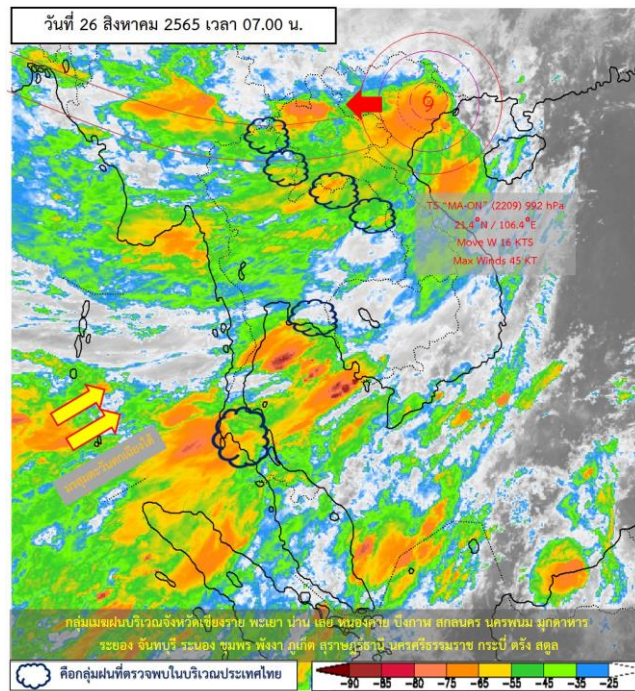 วันที่ 26 สิงหาคม 2565 เวลา 07.00 น.
TS "MA-ON" (2209) 992 hPa
21.4°N / 106.4°E
Move W 16 KTS
Max Winds 45 KT
มรสุมตะวันตกเฉียงใต้
กลุ่มเมฆฝนบริเวณจังหวัดเชียงราย พะเยา น่าน เลย หนองคาย บึงกาฬ สกลนคร นครพนม มุกดาหาร
ระยอง จันทบุรี ระนอง ชุมพร พังงา ภูเก็ต สุราษฎร์ธานี นครศรีธรรมราช กระบี่ ตรัง สตูล
คือกลุ่มฝนที่ตรวจพบในบริเวณประเทศไทย
-90 -85 -80 -75 -65 -55 -45 -35 -25